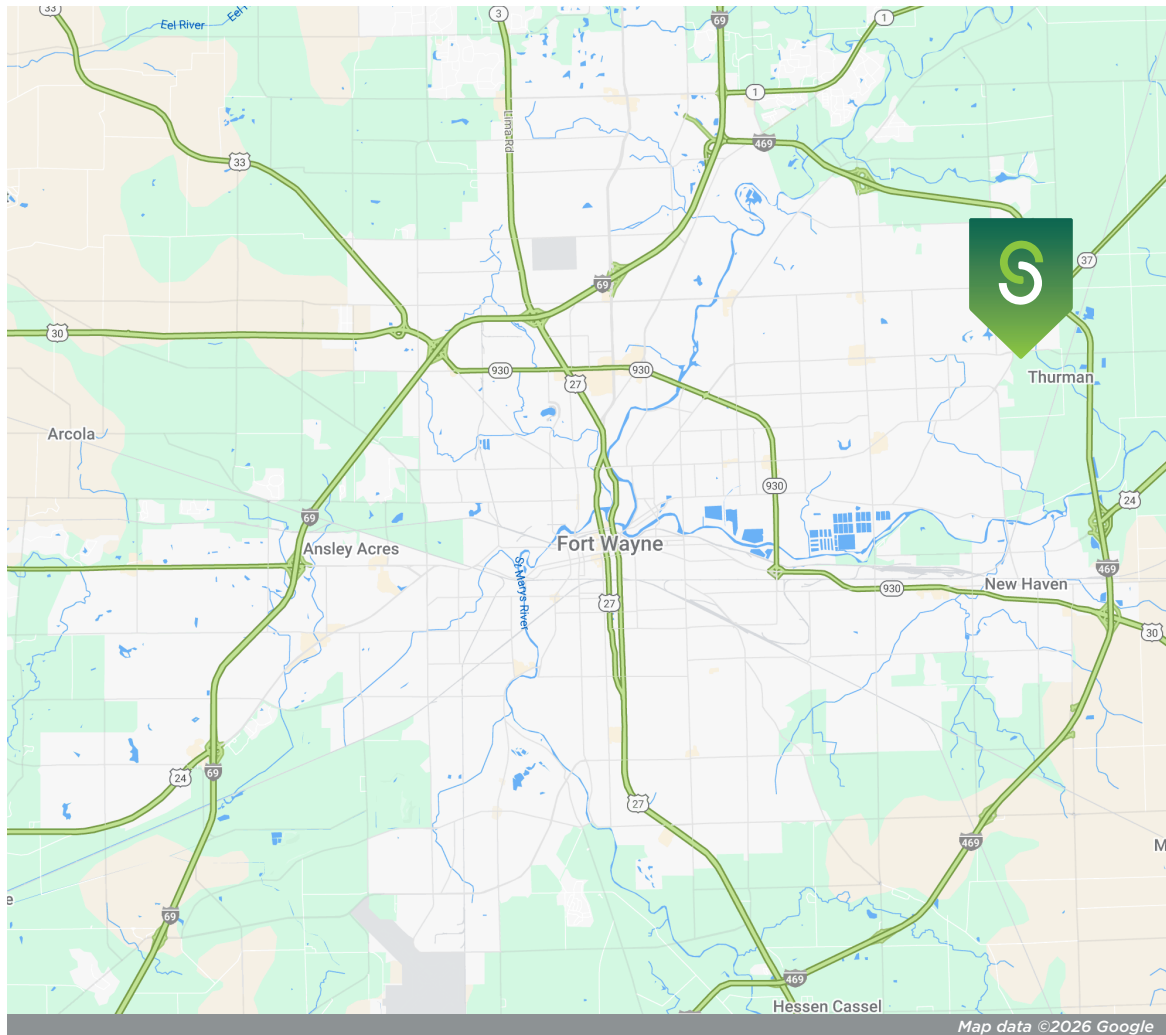 33
Eel River
Eel
3
69
1
1
Lima Rd
469
33
37
69
30
930
930
27
Thurman
Arcola
930
24
69
Fort Wayne
Ansley Acres
St Marys River
469
930
New Haven
27
30
69
24
27
469
M
e
69
469
Hessen Cassel
Map data ©2026 Google